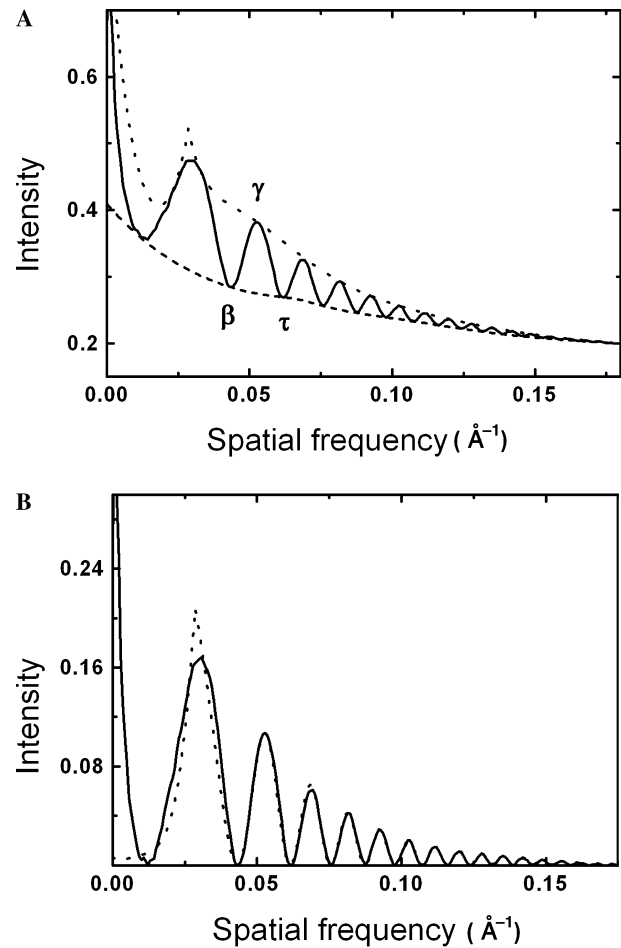 A
0.6
0.4
0.2
Intensity
γ
β
τ
0.00
0.05
0.10
0.15
Spatial frequency ( Å⁻¹)
B
0.24
0.16
0.08
Intensity
0.00
0.05
0.10
0.15
Spatial frequency ( Å⁻¹)